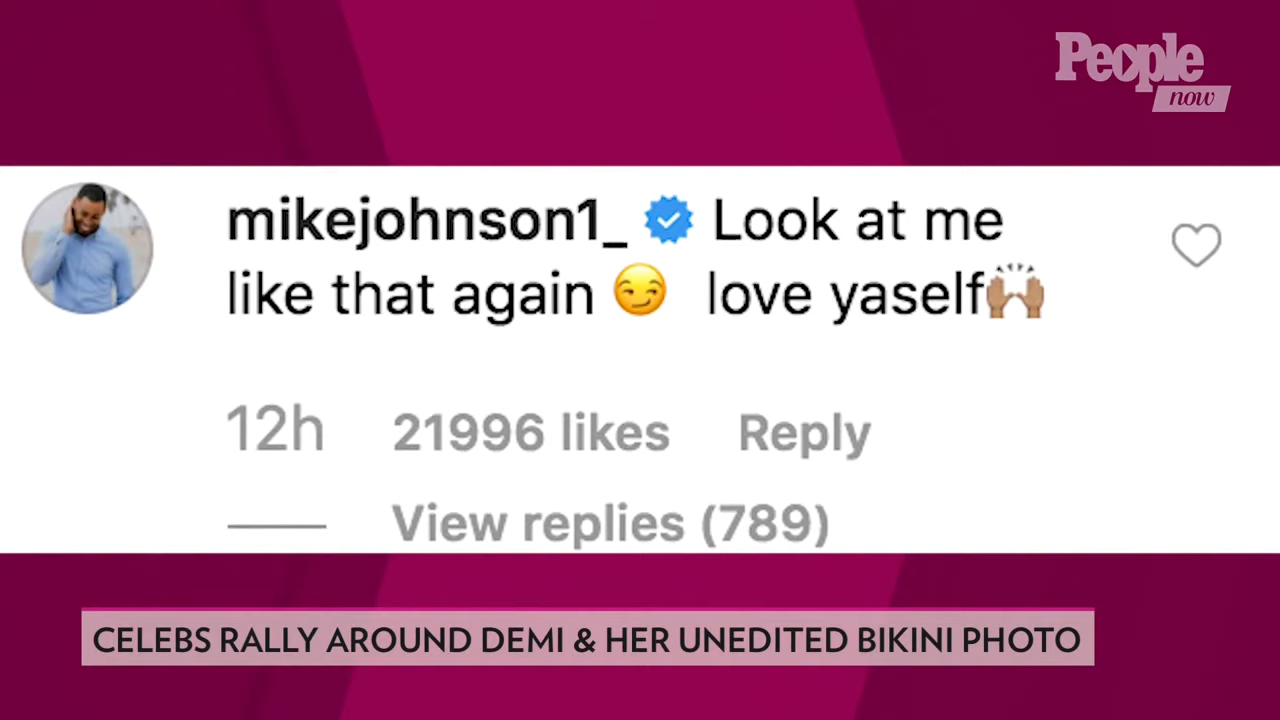 People
now
mikejohnson1_ Look at me
like that again 😏 love yaself🙌🏽
12h 21996 likes Reply
View replies (789)
CELEBS RALLY AROUND DEMI & HER UNEDITED BIKINI PHOTO